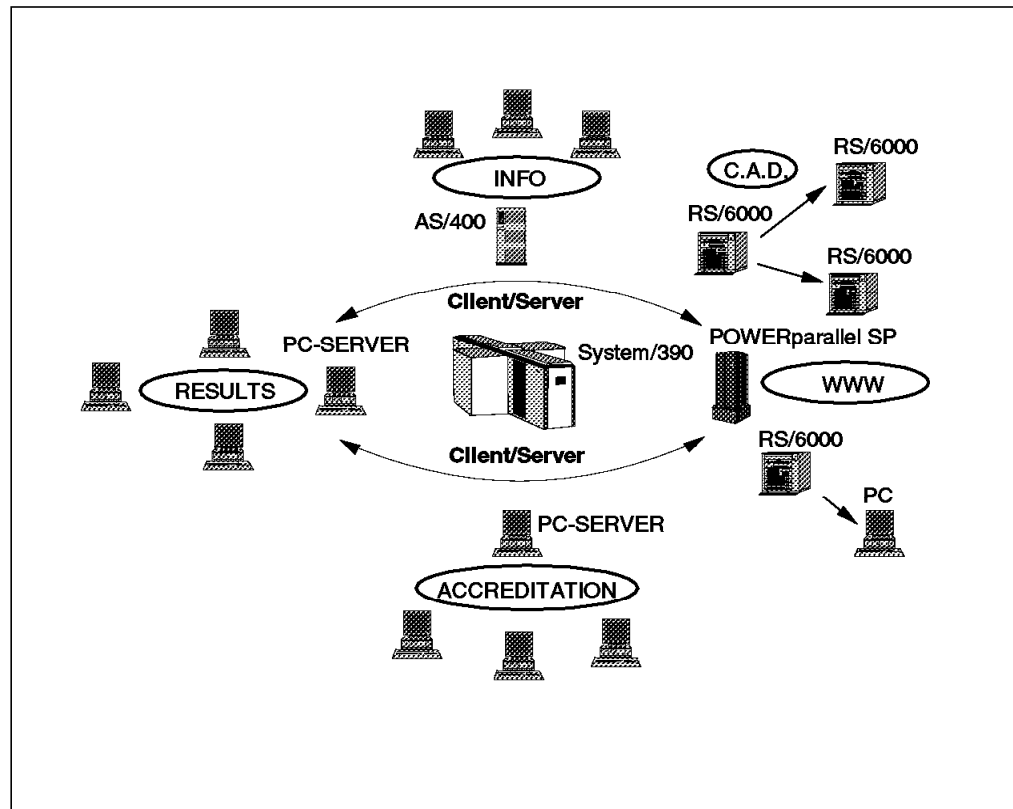 INFO
AS/400
C.A.D.
RS/6000
RS/6000
RS/6000
Client/Server
PC-SERVER
RESULTS
System/390
POWERparallel SP
WWW
Client/Server
RS/6000
PC
PC-SERVER
ACCREDITATION